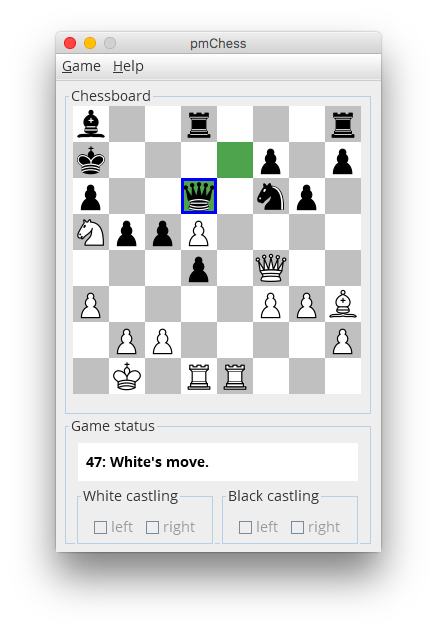 pmChess
Game Help
Chessboard
Game status
47: White's move.
White castling Black castling
left right left right